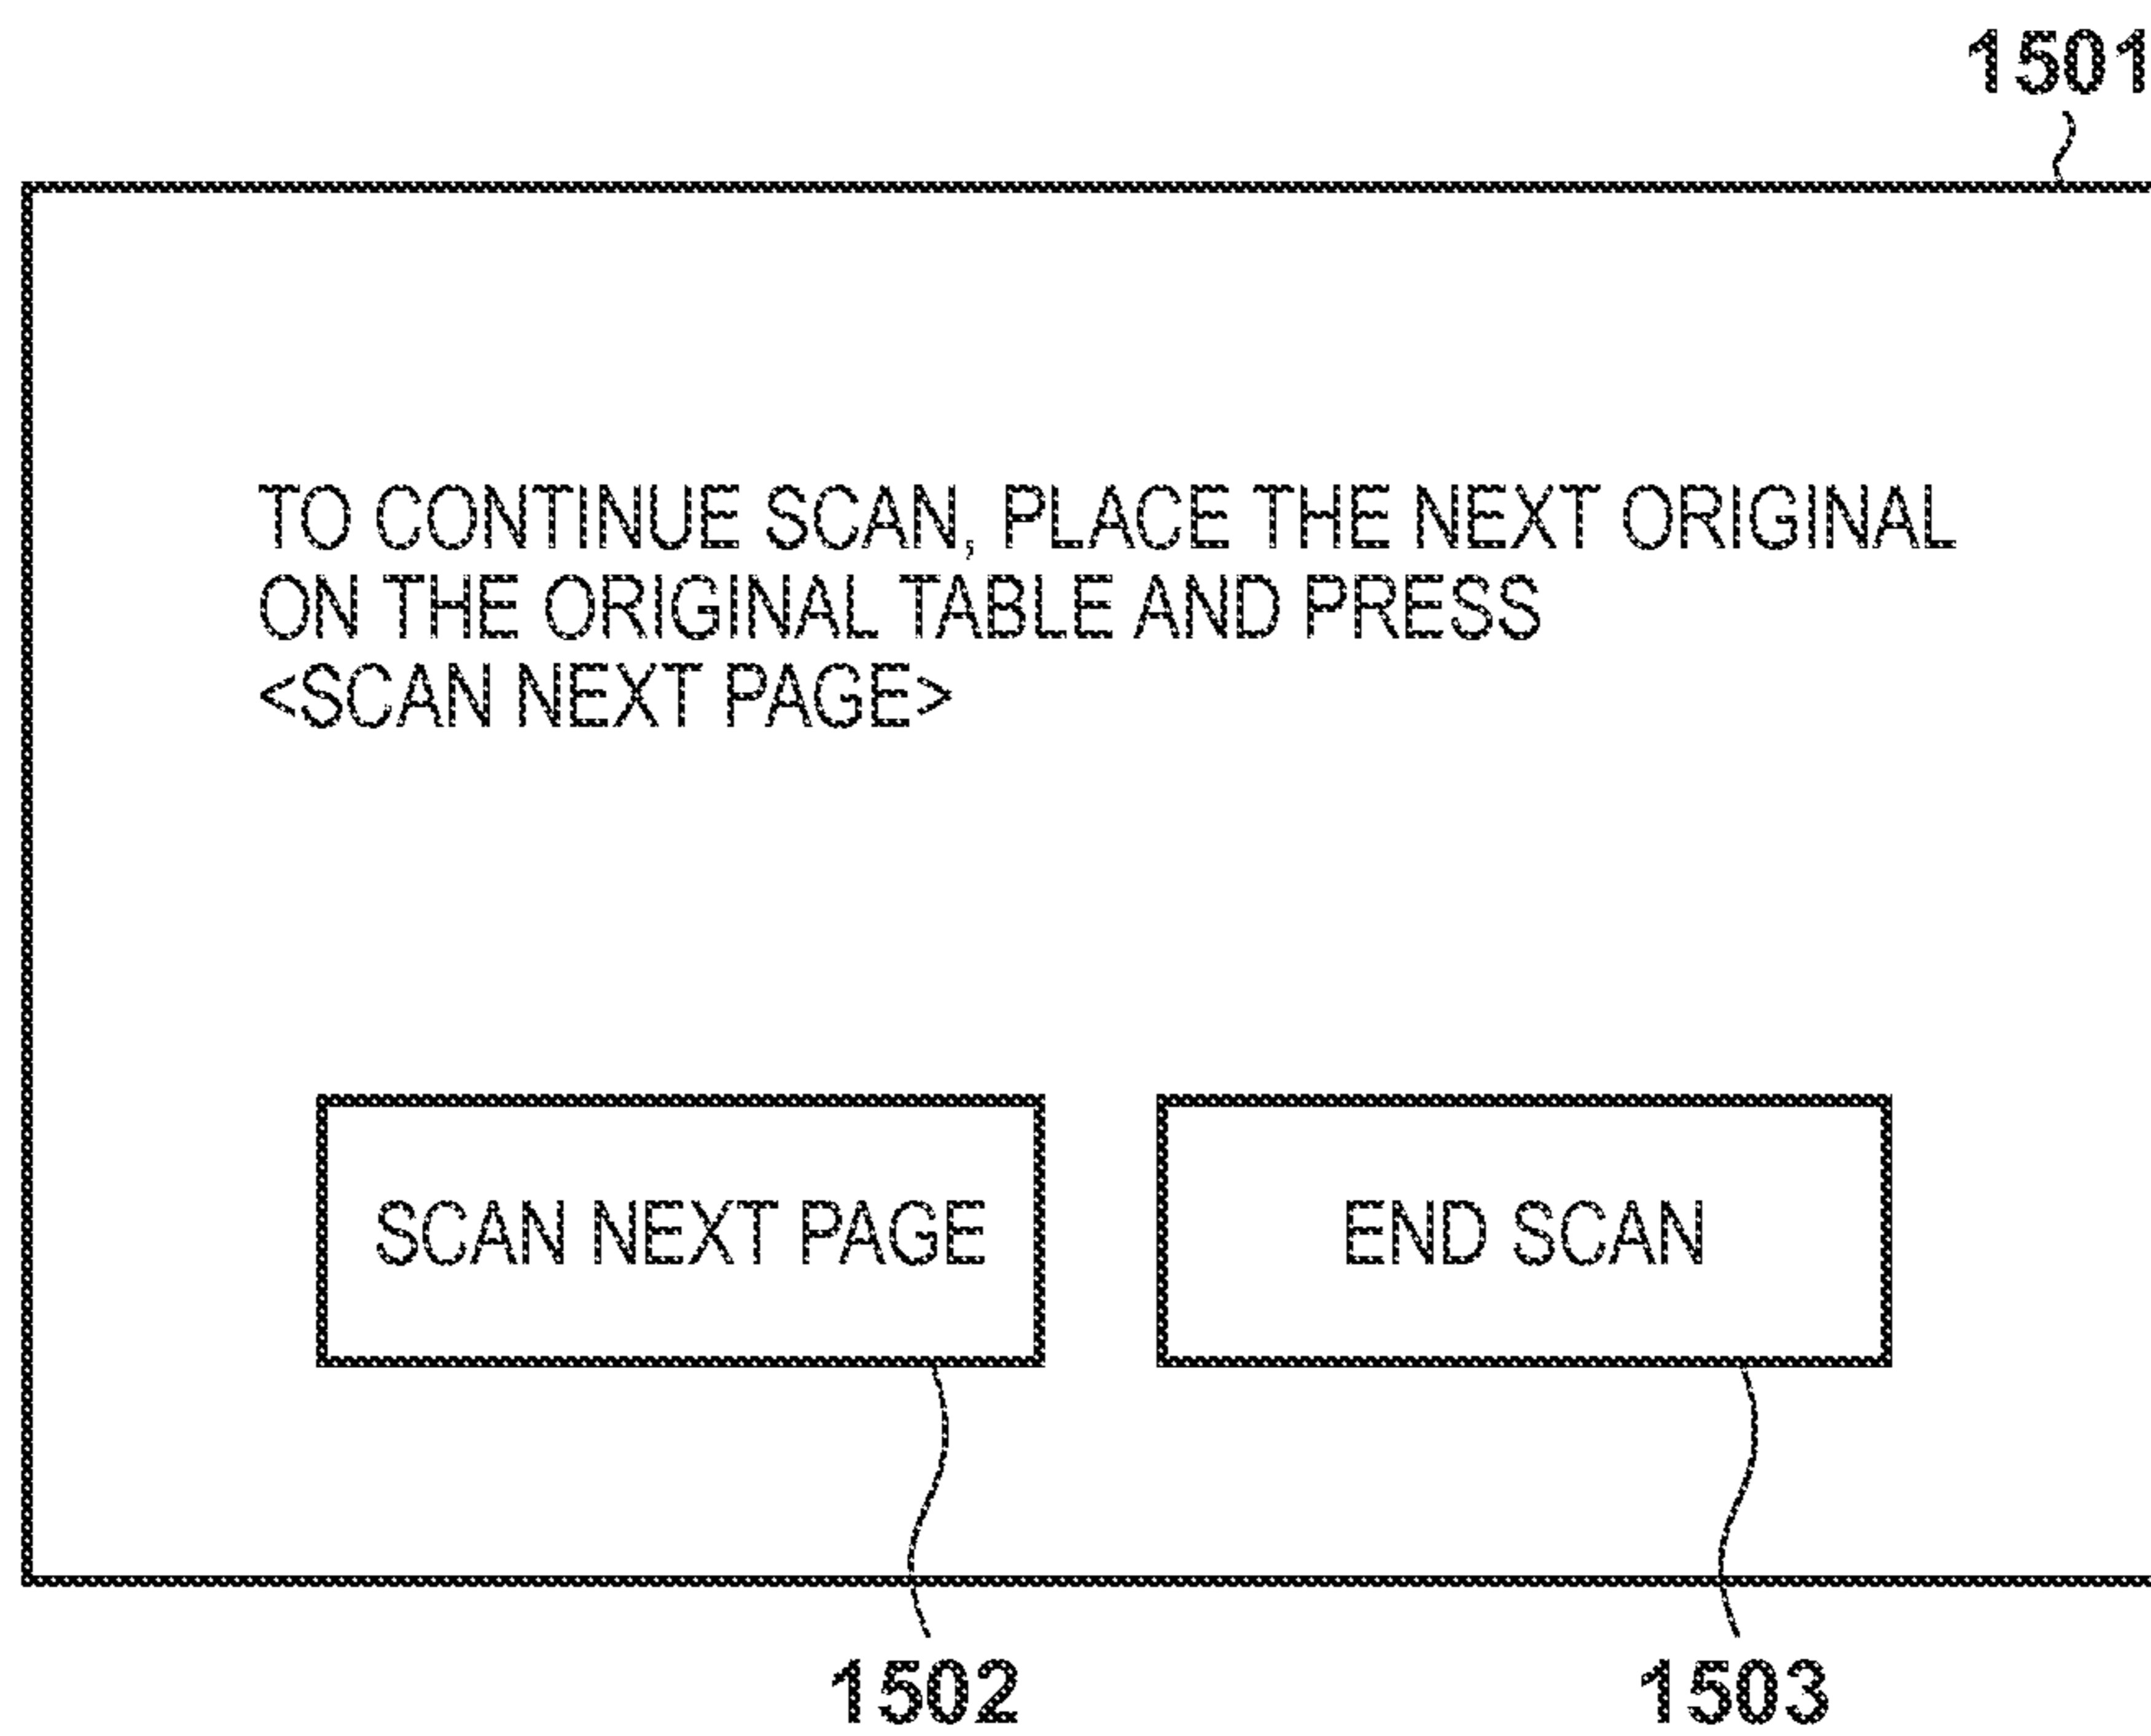 1501
TO CONTINUE SCAN, PLACE THE NEXT ORIGINAL
ON THE ORIGINAL TABLE AND PRESS
<SCAN NEXT PAGE>
SCAN NEXT PAGE
END SCAN
1502
1503